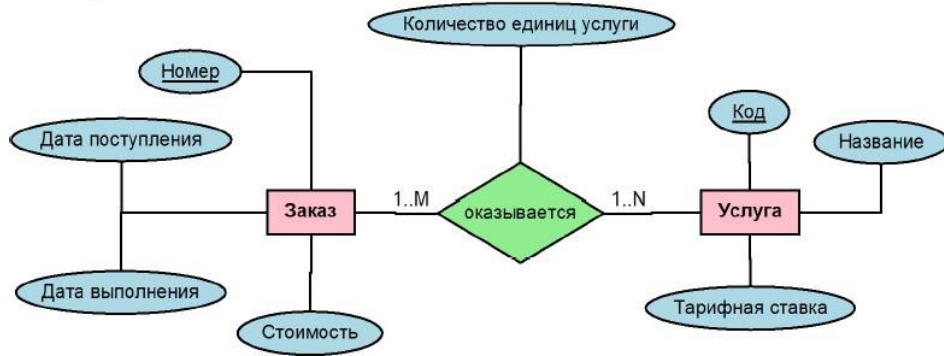 Количество единиц услуги
Номер
Код
Дата поступления
Название
Заказ
1..М
оказывается
1..N
Услуга
Дата выполнения
Стоимость
Тарифная ставка